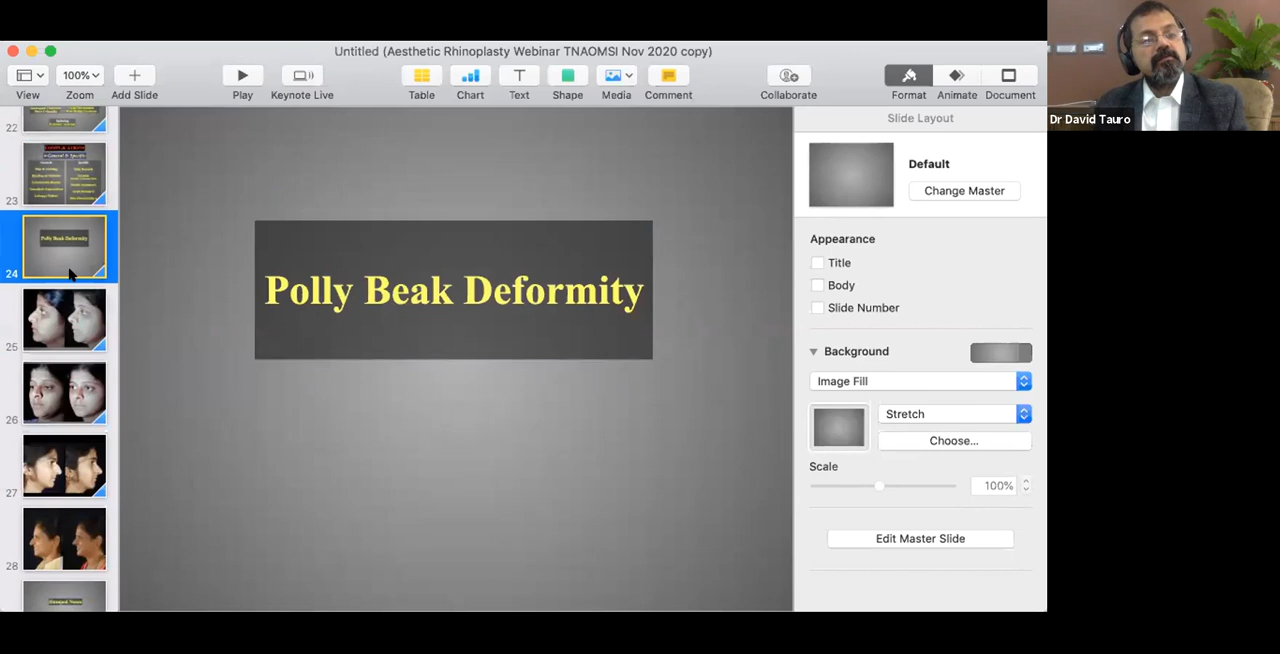 Untitled (Aesthetic Rhinoplasty Webinar TNAOMSI Nov 2020 copy)
100%
View
Zoom
Add Slide
Play
Keynote Live
Table
Chart
Text
Shape
Media
Comment
Collaborate
Format
Animate
Document
Dr David Tauro
22
23
24
Polly Beak Deformity
25
26
27
28
Polly Beak Deformity
Slide Layout
Default
Change Master
Appearance
Title
Body
Slide Number
Background
Image Fill
Stretch
Choose...
Scale
100%
Edit Master Slide